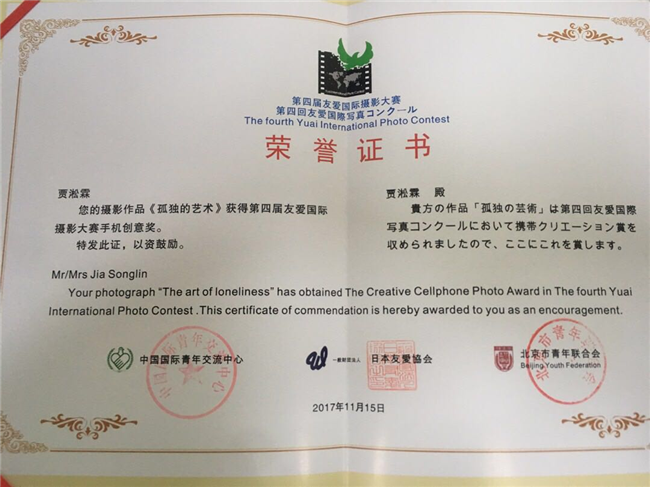 第四届友爱国际摄影大赛
第四回友爱国際写真コンクール
The fourth Yuai International Photo Contest
荣誉证书
贾淞霖
您的摄影作品《孤独的艺术》获得第四届友爱国际
摄影大赛手机创意奖。
特发此证，以资鼓励。
贾淞霖 殿
貴方の作品「孤独の芸術」は第四回友愛国際
写真コンクールにおいて携帯クリエーション賞を
収められましたので、ここにこれを賞します。
Mr/Mrs Jia Songlin
Your photograph “The art of loneliness” has obtained The Creative Cellphone Photo Award in The fourth Yuai
International Photo Contest .This certificate of commendation is hereby awarded to you as an encouragement.
中国国际青年交流中心
一般財団法人 日本友愛協会
北京市青年联合会
Beijing Youth Federation
2017年11月15日